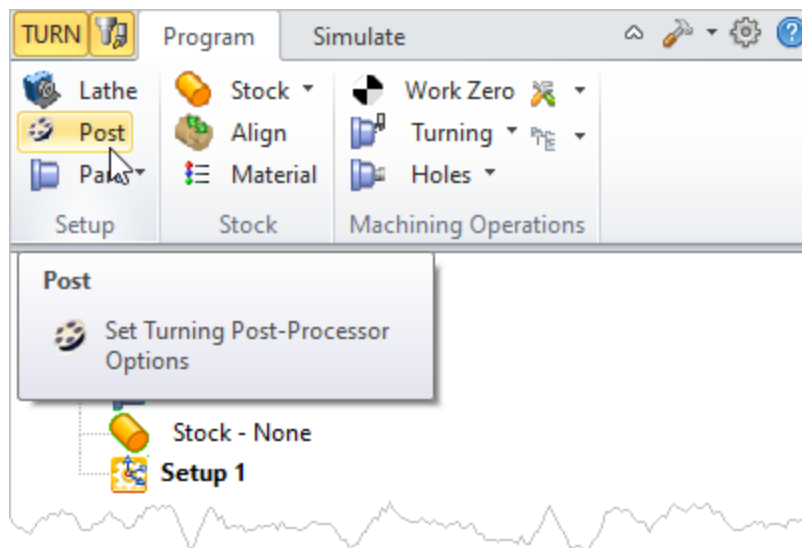 TURN Program Simulate
Lathe Stock Work Zero
Post Align Turning
Material Holes
Setup Stock Machining Operations
Post
Set Turning Post-Processor
Options
Stock - None
Setup 1